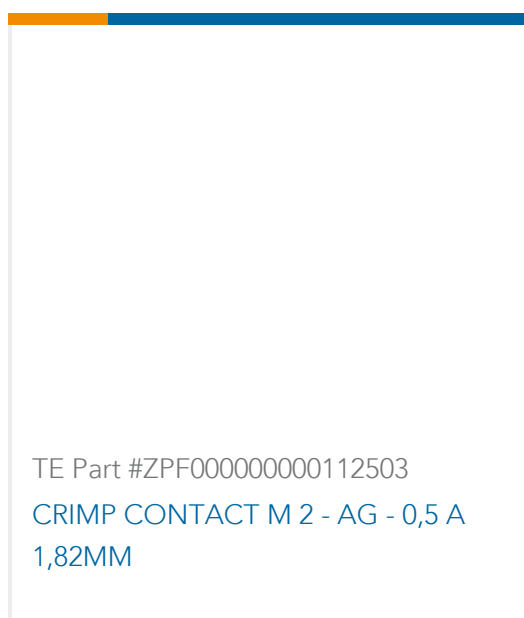 TE Part #ZPF000000000112503
CRIMP CONTACT M 2 - AG - 0,5 A
1,82MM